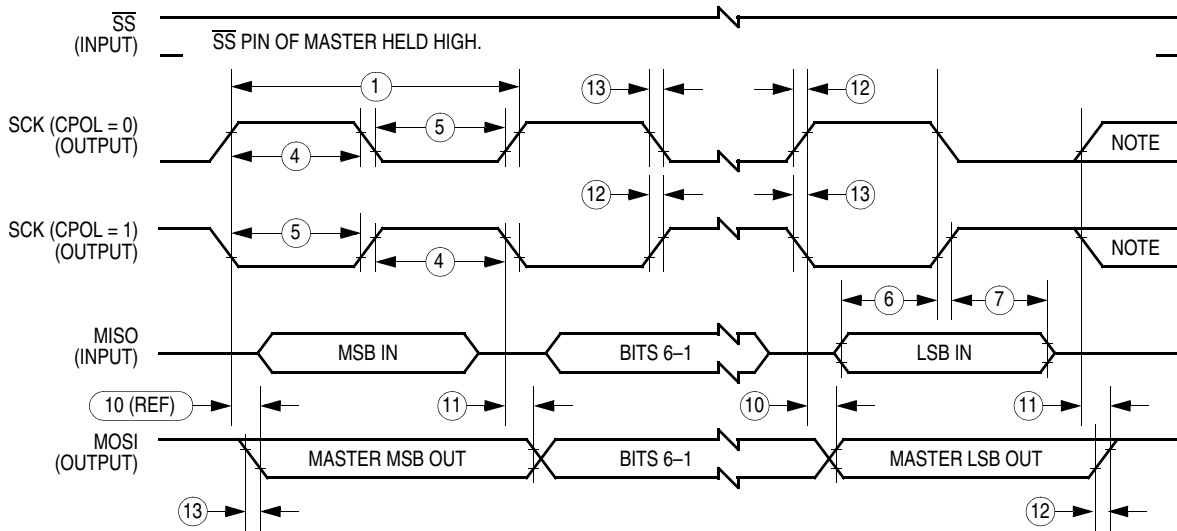 SS
(INPUT)
SS PIN OF MASTER HELD HIGH.
1
13
12
SCK (CPOL = 0)
(OUTPUT)
5
4
NOTE
12
13
SCK (CPOL = 1)
(OUTPUT)
5
4
NOTE
6
7
MISO
(INPUT)
MSB IN
BITS 6–1
LSB IN
10 (REF)
11
10
11
MOSI
(OUTPUT)
MASTER MSB OUT
BITS 6–1
MASTER LSB OUT
13
12